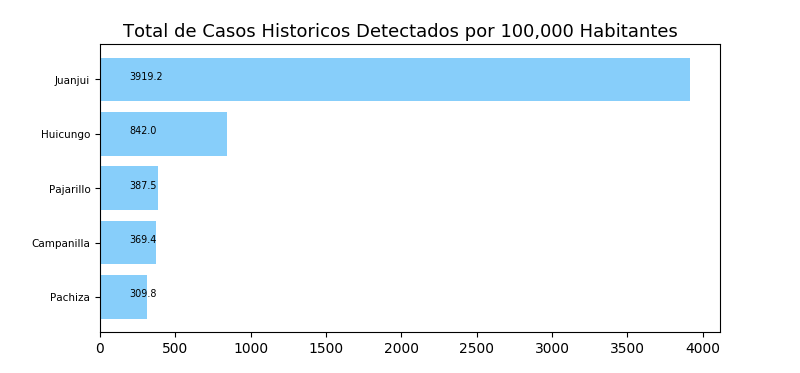 Total de Casos Historicos Detectados por 100,000 Habitantes
Juanjui 3919.2
Huicungo 842.0
Pajarillo 387.5
Campanilla 369.4
Pachiza 309.8
0 500 1000 1500 2000 2500 3000 3500 4000